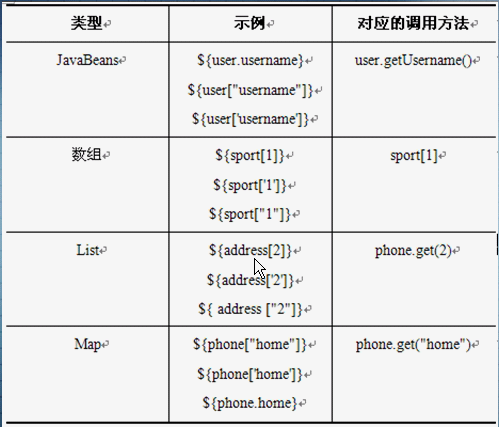 类型 示例 对应的调用方法
JavaBeans ${user.username} user.getUsername()
${user["username"]}
${user['username']}
数组 ${sport[1]} sport[1]
${sport['1']}
${sport["1"]}
List ${address[2]} phone.get(2)
${address['2']}
${ address ["2"]}
Map ${phone["home"]} phone.get("home")
${phone['home']}
${phone.home}